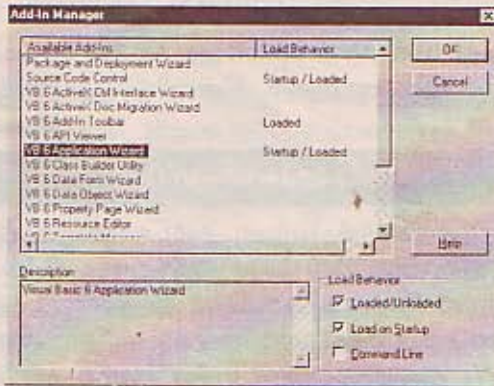 Add-In Manager
Available Add-Ins Load Behavior
Package and Deployment Wizard
Source Code Control Startup / Loaded
VB 6 ActiveX Ctrl Interface Wizard
VB 6 ActiveX Doc Migration Wizard
VB 6 Add-In Toolbar Loaded
VB 6 API Viewer
VB 6 Application Wizard Startup / Loaded
VB 6 Class Builder Utility
VB 6 Data Form Wizard
VB 6 Data Object Wizard
VB 6 Property Page Wizard
VB 6 Resource Editor
VB 6 Template Manager
OK
Cancel
Help
Description
Visual Basic 6 Application Wizard
Load Behavior
Loaded/Unloaded
Load on Startup
Command Line